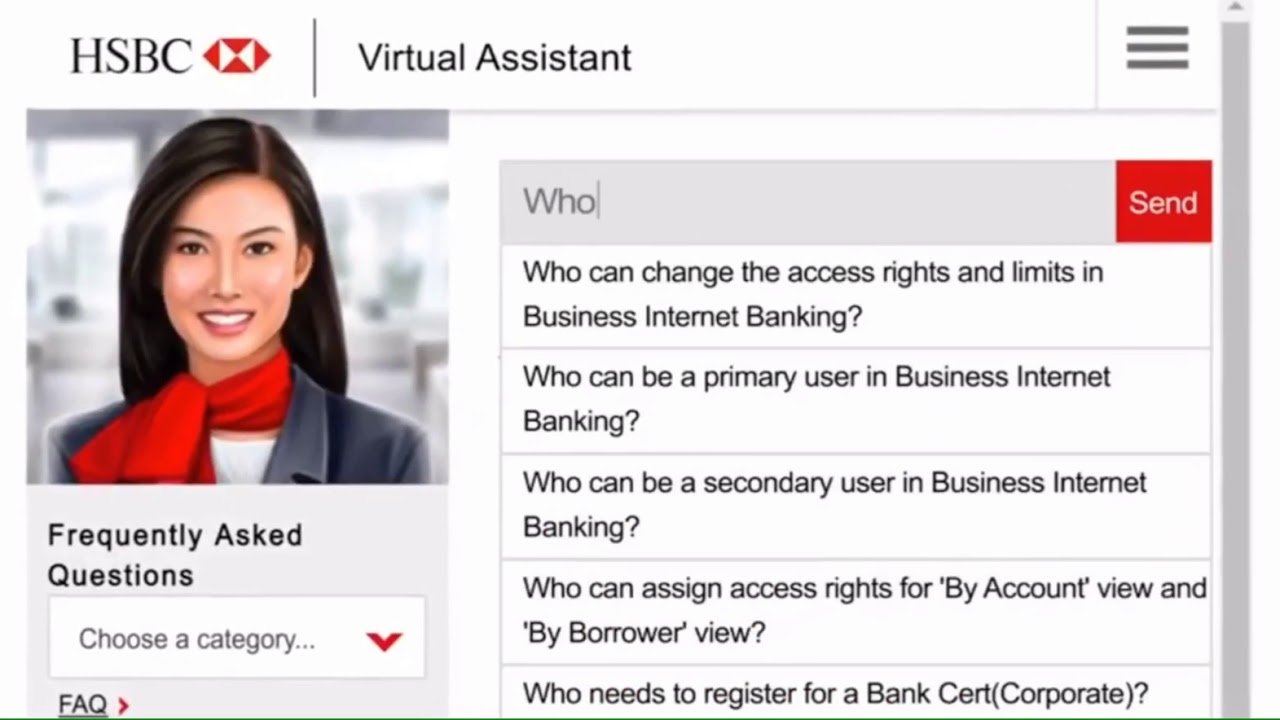 HSBC
Virtual Assistant
Who
Send
Who can change the access rights and limits in
Business Internet Banking?
Who can be a primary user in Business Internet
Banking?
Who can be a secondary user in Business Internet
Banking?
Who can assign access rights for 'By Account' view and
'By Borrower' view?
Who needs to register for a Bank Cert(Corporate)?
Frequently Asked
Questions
Choose a category...
FAQ